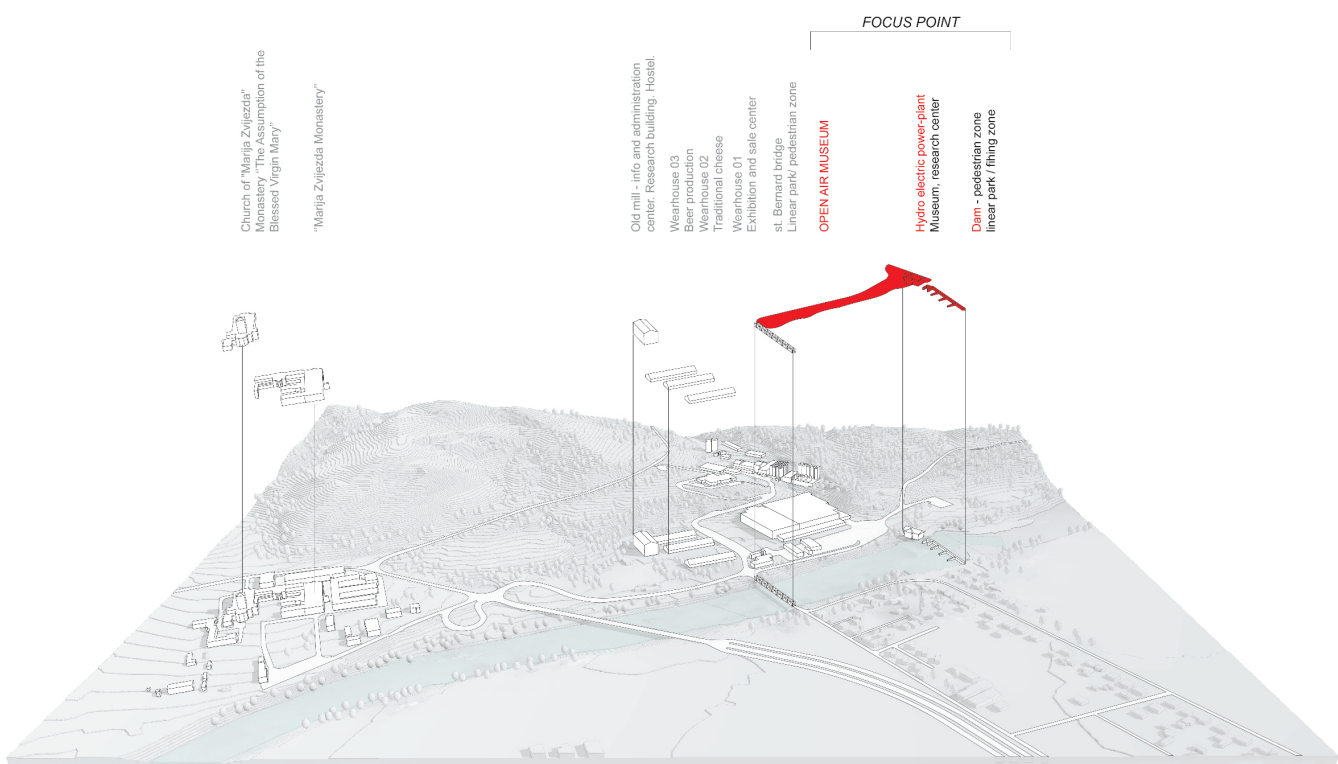 FOCUS POINT
Church of "Marija Zvijezda"
Monastery "The Assumption of the
Blessed Virgin Mary"
"Marija Zvijezda Monastery"
Old mill - info and administration
center. Research building. Hostel.
Wearhouse 03
Beer production
Wearhouse 02
Traditional cheese
Wearhouse 01
Exhibition and sale center
st. Bernard bridge
Linear park/ pedestrian zone
OPEN AIR MUSEUM
Hydro electric power-plant
Museum, research center
Dam - pedestrian zone
linear park / fihing zone